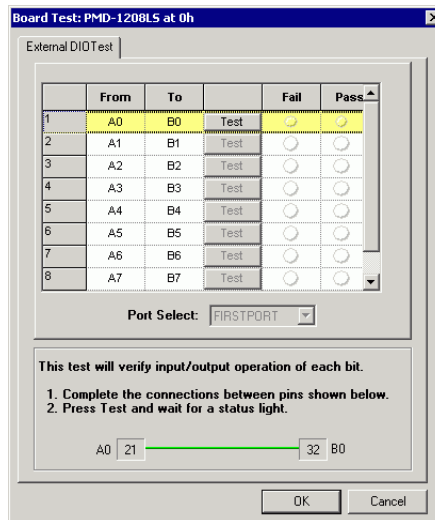 Board Test: PMD-1208LS at 0h
External DIOTest
From To Fail Pass
1 A0 B0 Test
2 A1 B1 Test
3 A2 B2 Test
4 A3 B3 Test
5 A4 B4 Test
6 A5 B5 Test
7 A6 B6 Test
8 A7 B7 Test
Port Select: FIRSTPORT
This test will verify input/output operation of each bit.
1. Complete the connections between pins shown below.
2. Press Test and wait for a status light.
A0 21 32 B0
OK Cancel